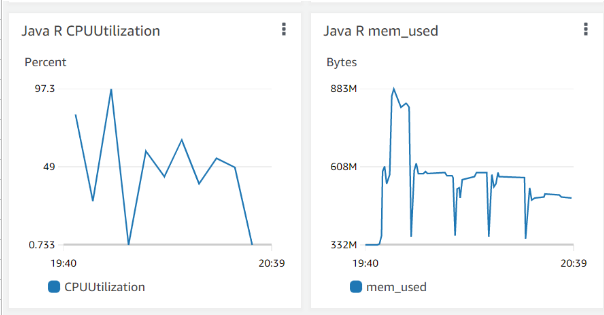 Java R CPUUtilization
Percent
97.3
49
0.733
19:40
20:39
CPUUtilization
Java R mem_used
Bytes
883M
608M
332M
19:40
20:39
mem_used